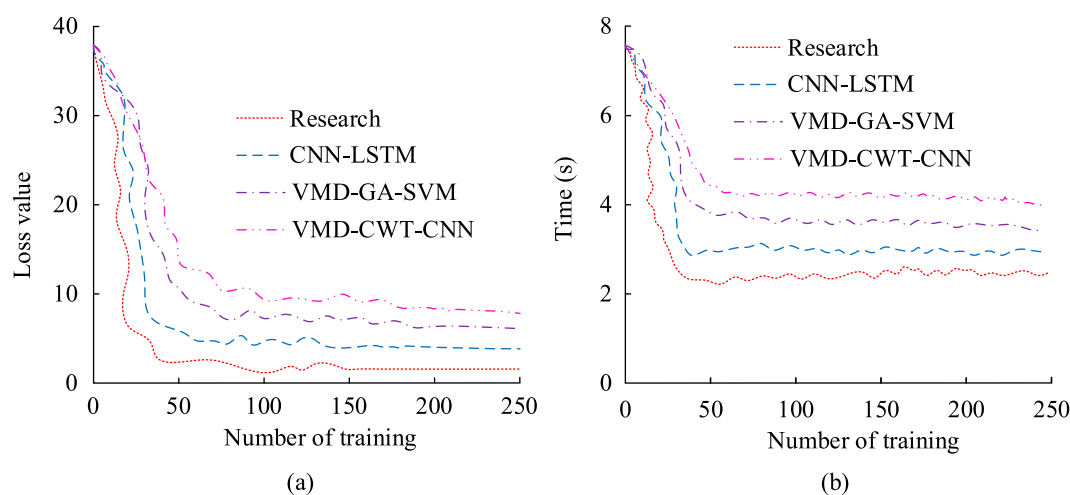 40
30
20
10
0
Loss value
Research
CNN-LSTM
VMD-GA-SVM
VMD-CWT-CNN
0 50 100 150 200 250
Number of training
(a)
8
6
4
2
0
Time (s)
Research
CNN-LSTM
VMD-GA-SVM
VMD-CWT-CNN
0 50 100 150 200 250
Number of training
(b)